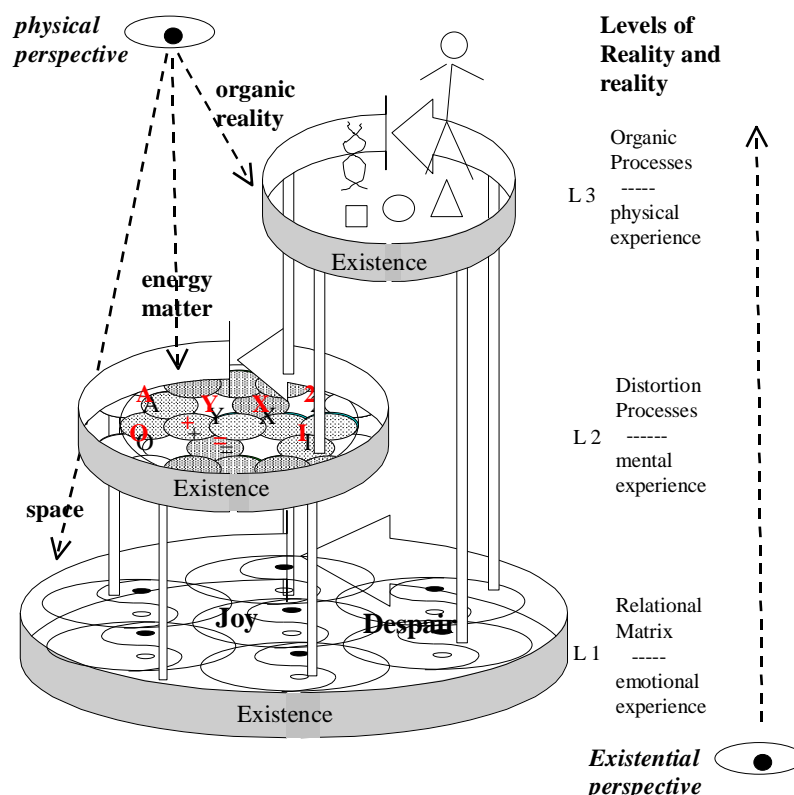 physical
perspective
Levels of
Reality and
reality
organic
reality
Organic
Processes
-----
physical
experience
L 3
Existence
energy
matter
Distortion
Processes
------
mental
experience
L 2
A Y X 2
A Y X
O + I
O + I
=
=
Existence
space
Relational
Matrix
-----
emotional
experience
L 1
Joy Despair
Existence
Existential
perspective